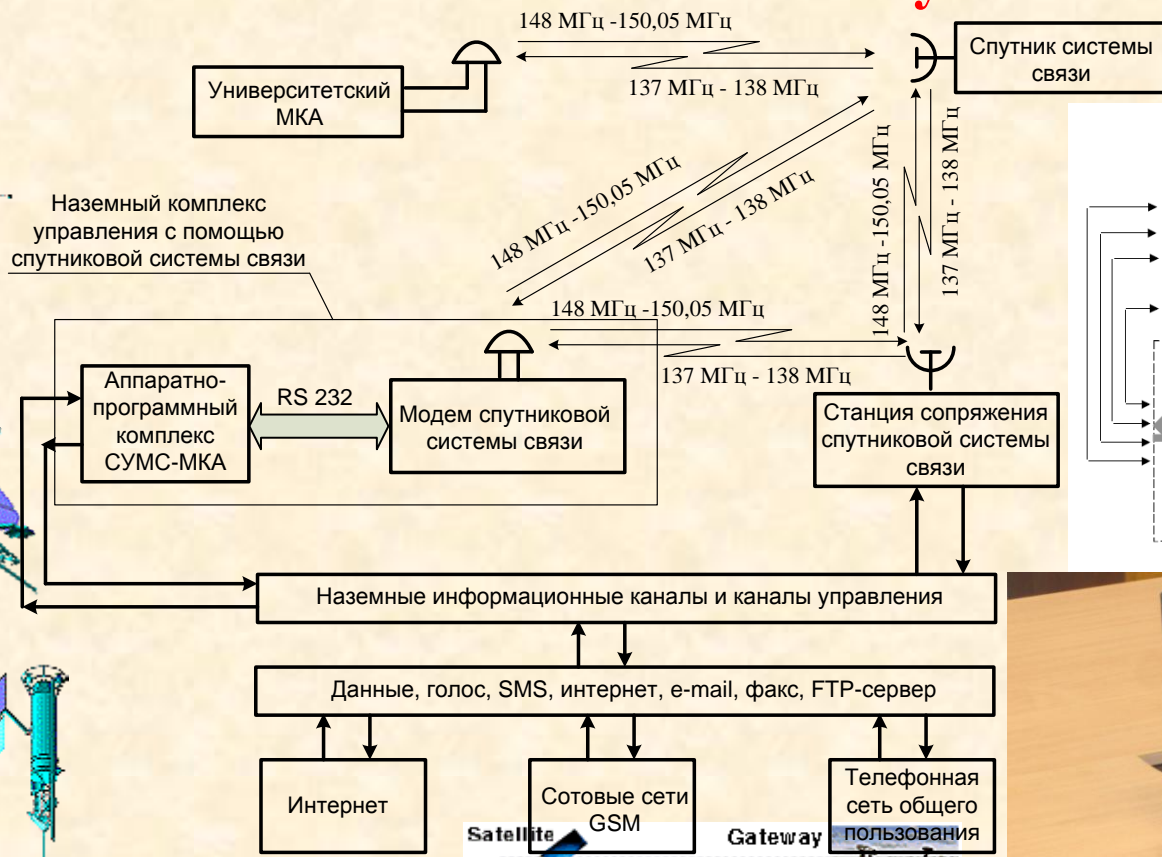 у
148 МГц -150,05 МГц
137 МГц - 138 МГц
Университетский
МКА
Спутник системы
связи
148 МГц -150,05 МГц
137 МГц - 138 МГц
148 МГц -150,05 МГц
137 МГц - 138 МГц
Наземный комплекс
управления с помощью
спутниковой системы связи
148 МГц -150,05 МГц
137 МГц - 138 МГц
Аппаратно-
программный
комплекс
СУМС-МКА
RS 232
Модем спутниковой
системы связи
Станция сопряжения
спутниковой системы
связи
Наземные информационные каналы и каналы управления
Данные, голос, SMS, интернет, e-mail, факс, FTP-сервер
Интернет
Сотовые сети
GSM
Телефонная
сеть общего
пользования
Satellite
Gateway